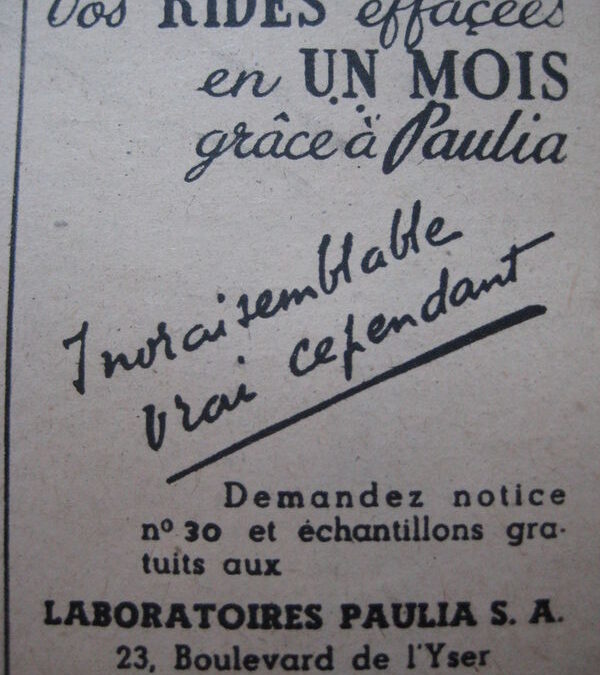 Vos RIDES effacées
en UN MOIS
grâce à Paulia
Invraisemblable
vrai cependant
Demandez notice
nº 30 et échantillons gra-
tuits aux
LABORATOIRES PAULIA S. A.
23, Boulevard de l'Yser